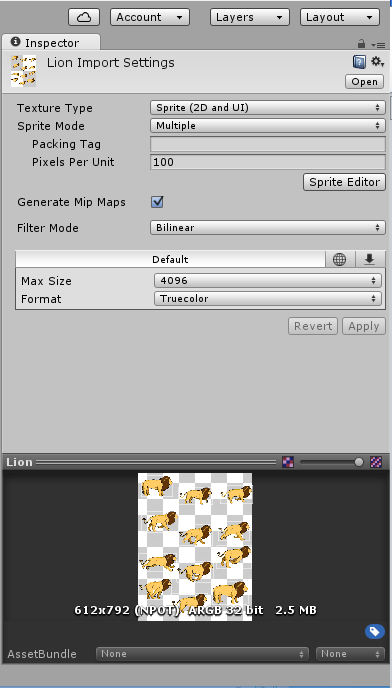 Account Layers Layout
Inspector
Lion Import Settings
Open
Texture Type Sprite (2D and UI)
Sprite Mode Multiple
Packing Tag
Pixels Per Unit 100
Sprite Editor
Generate Mip Maps
Filter Mode Bilinear
Default
Max Size 4096
Format Truecolor
Revert Apply
Lion
612x792 (NPOT) ARGB 32 bit 2.5 MB
AssetBundle None None